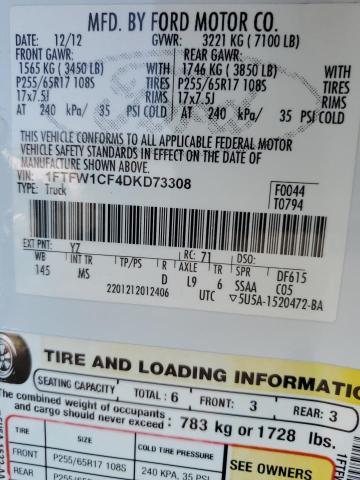 MFD. BY FORD MOTOR CO.
DATE: 12/12 GVWR: 3221 KG (7100 LB)
FRONT GAWR: REAR GAWR:
1565 KG (3450 LB) WITH 1746 KG (3850 LB) WITH
P255/65R17 108S TIRES P255/65R17 108S TIRES
17x7.5J RIMS 17x7.5J RIMS
AT 240 kPa/ 35 PSI COLD AT 240 kPa/ 35 PSI COLD
THIS VEHICLE CONFORMS TO ALL APPLICABLE FEDERAL MOTOR
VEHICLE SAFETY STANDARDS IN EFFECT ON THE DATE OF
MANUFACTURE SHOWN ABOVE.
VIN: 1FTFW1CF4DKD73308
TYPE: Truck
F0044
T0794
EXT PNT: YZ RC: 71 DSO:
WB INT TR TP/PS R AXLE TR SPR DF615
145 MS D L9 6 SSAA C05
2201212012406 UTC ▽5U5A-1520472-BA
TIRE AND LOADING INFORMATION
SEATING CAPACITY TOTAL: 6 FRONT: 3 REAR: 3
The combined weight of occupants
and cargo should never exceed: 783 kg or 1728 lbs.
TIRE SIZE COLD TIRE PRESSURE
FRONT P255/65R17 108S 240 KPA, 35 PSI
REAR P255/65R17 108S
SEE OWNERS